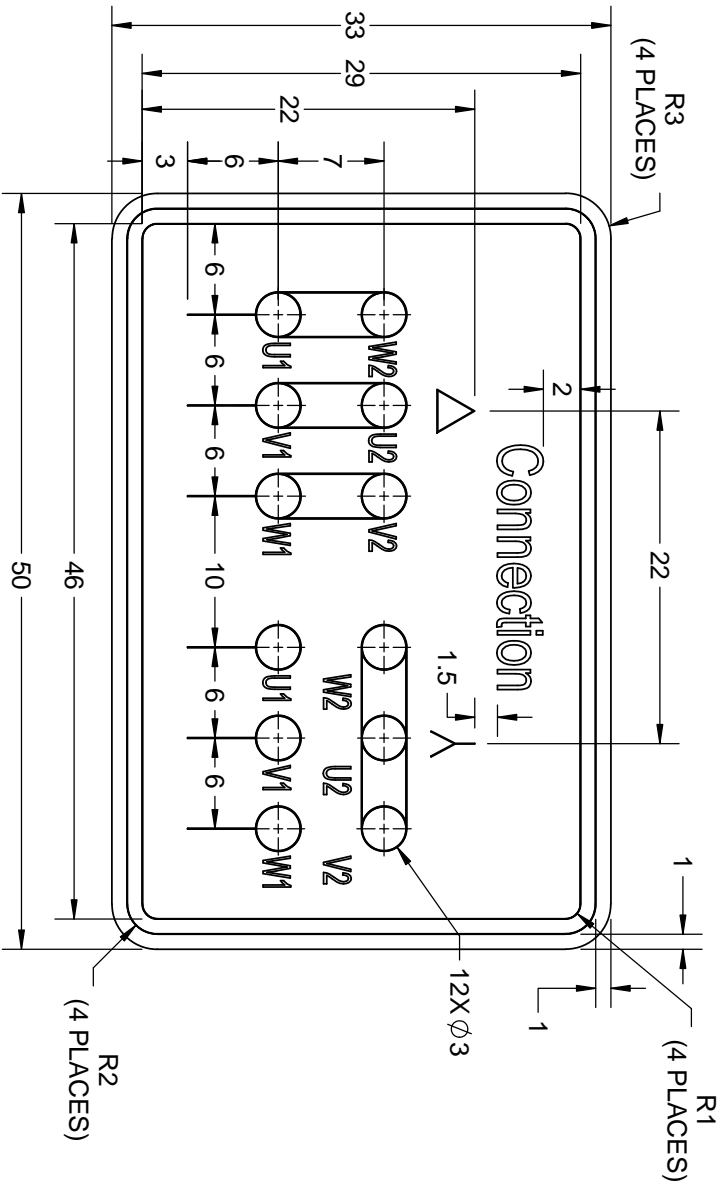 R3
(4 PLACES)
R1
(4 PLACES)
22
1
1
2
Connection
33
29
22
1.5
12X Ø3
7
W2 U2 V2
W2 U2 V2
6
U1 V1 W1 U1 V1 W1
3
6 6 6 10 6 6
46
50
R2
(4 PLACES)